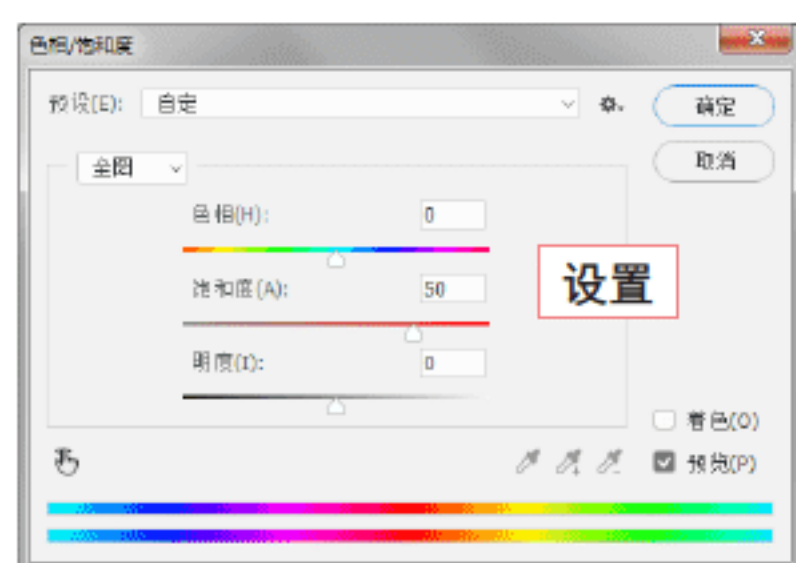 色相/饱和度
预设(E): 自定
确定
全图
取消
色相(H): 0
饱和度(A): 50
设置
明度(I): 0
着色(O)
预览(P)